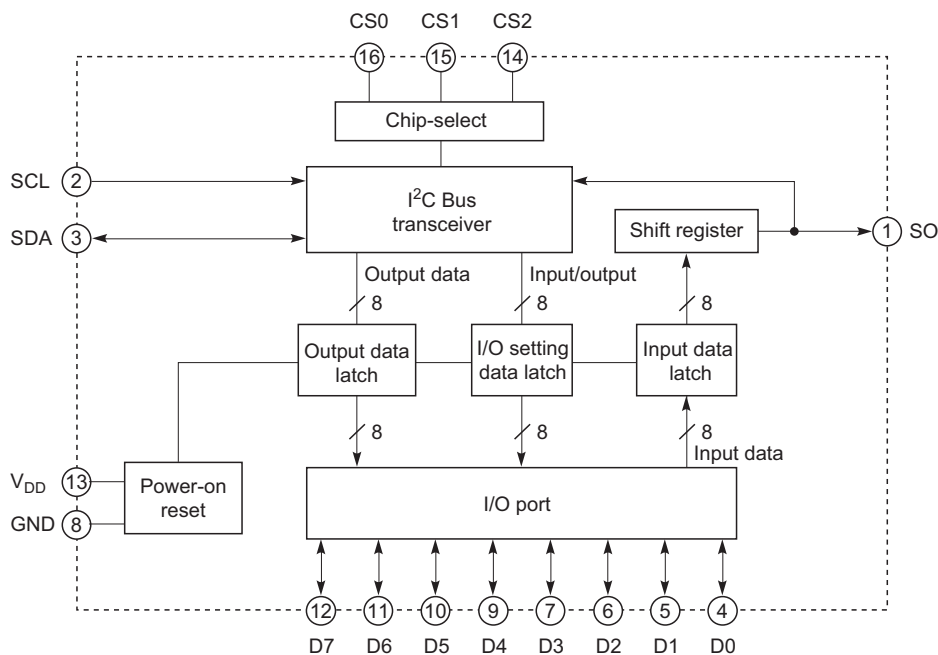 CS0 CS1 CS2
16 15 14
Chip-select
SCL 2
I²C Bus
transceiver
SDA 3
Shift register
1 SO
Output data
Input/output
8 8 8
Output data
latch
I/O setting
data latch
Input data
latch
8 8 8
Input data
VDD 13
GND 8
Power-on
reset
I/O port
12 11 10 9 7 6 5 4
D7 D6 D5 D4 D3 D2 D1 D0